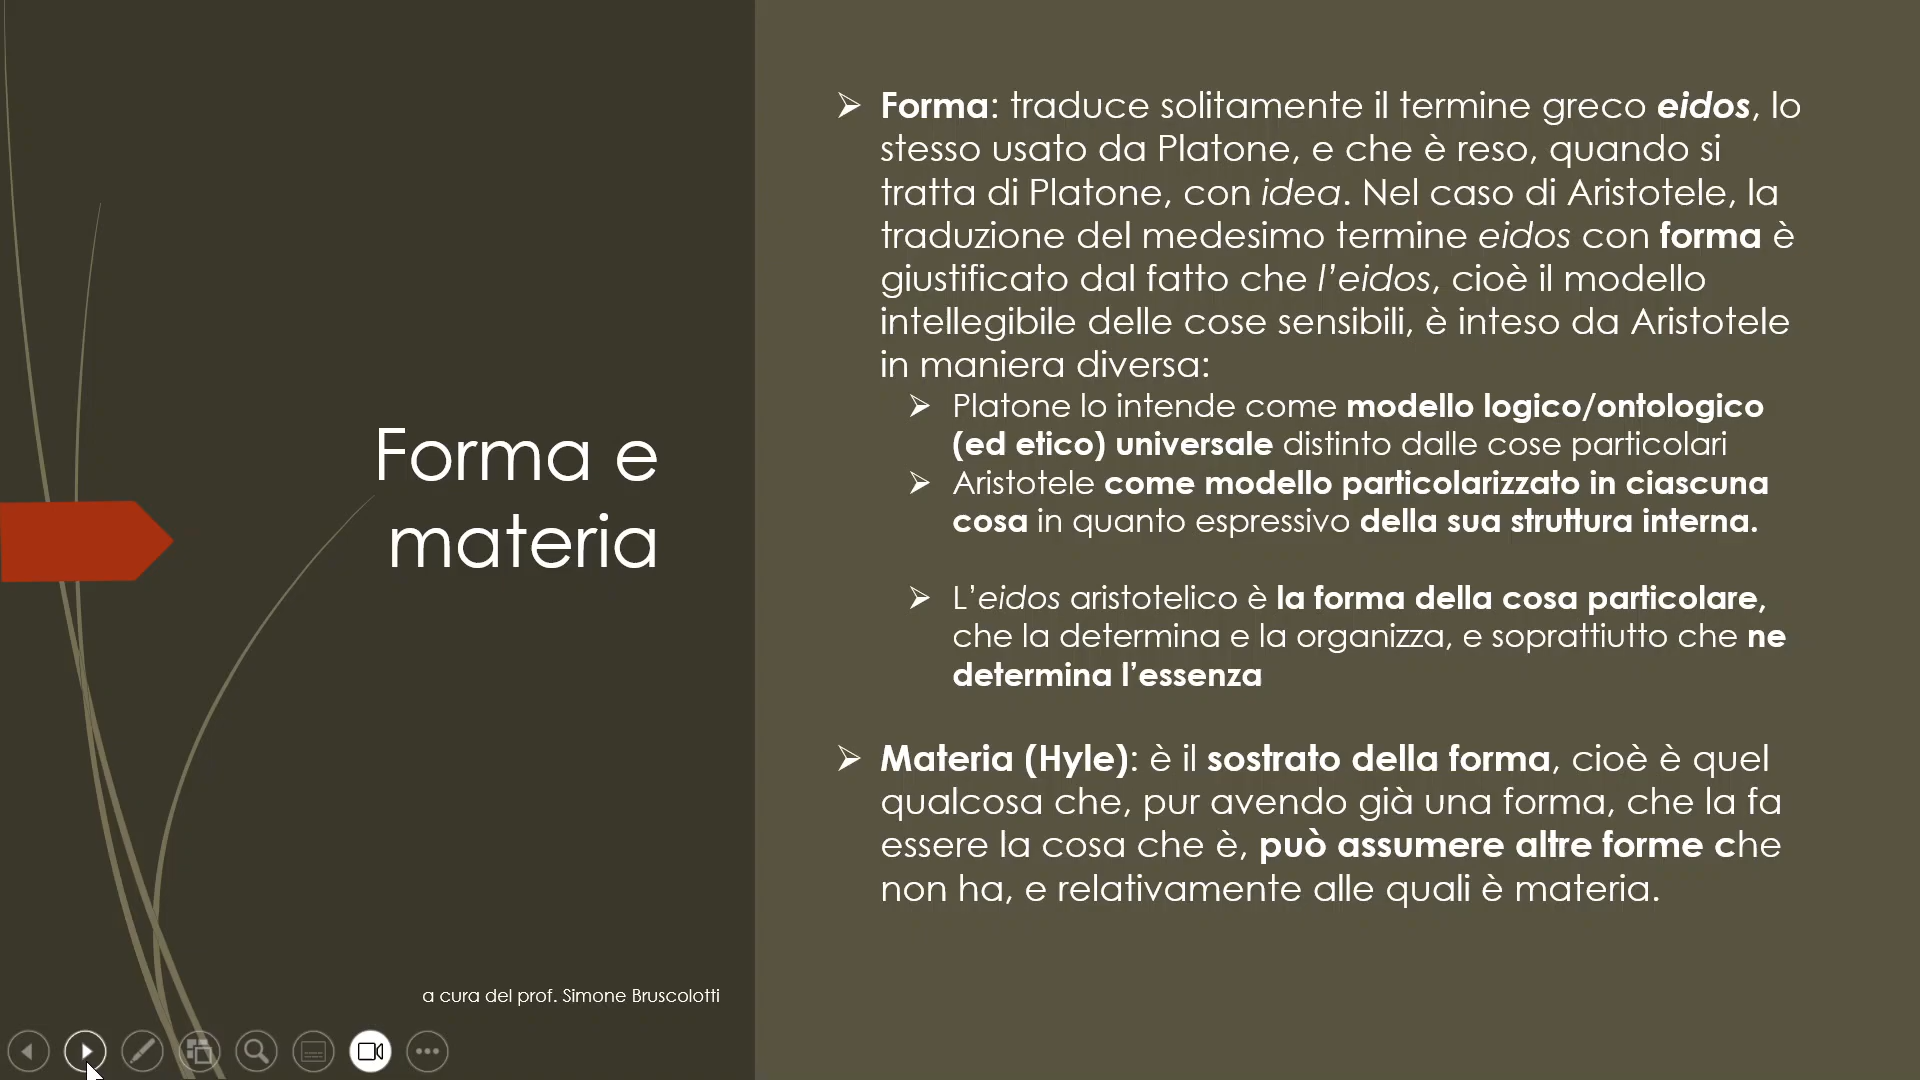 Forma e
materia
a cura del prof. Simone Bruscolotti
Forma: traduce solitamente il termine greco eidos, lo
stesso usato da Platone, e che è reso, quando si
tratta di Platone, con idea. Nel caso di Aristotele, la
traduzione del medesimo termine eidos con forma è
giustificato dal fatto che l’eidos, cioè il modello
intellegibile delle cose sensibili, è inteso da Aristotele
in maniera diversa:
Platone lo intende come modello logico/ontologico
(ed etico) universale distinto dalle cose particolari
Aristotele come modello particolarizzato in ciascuna
cosa in quanto espressivo della sua struttura interna.
L’eidos aristotelico è la forma della cosa particolare,
che la determina e la organizza, e soprattiutto che ne
determina l’essenza
Materia (Hyle): è il sostrato della forma, cioè è quel
qualcosa che, pur avendo già una forma, che la fa
essere la cosa che è, può assumere altre forme che
non ha, e relativamente alle quali è materia.